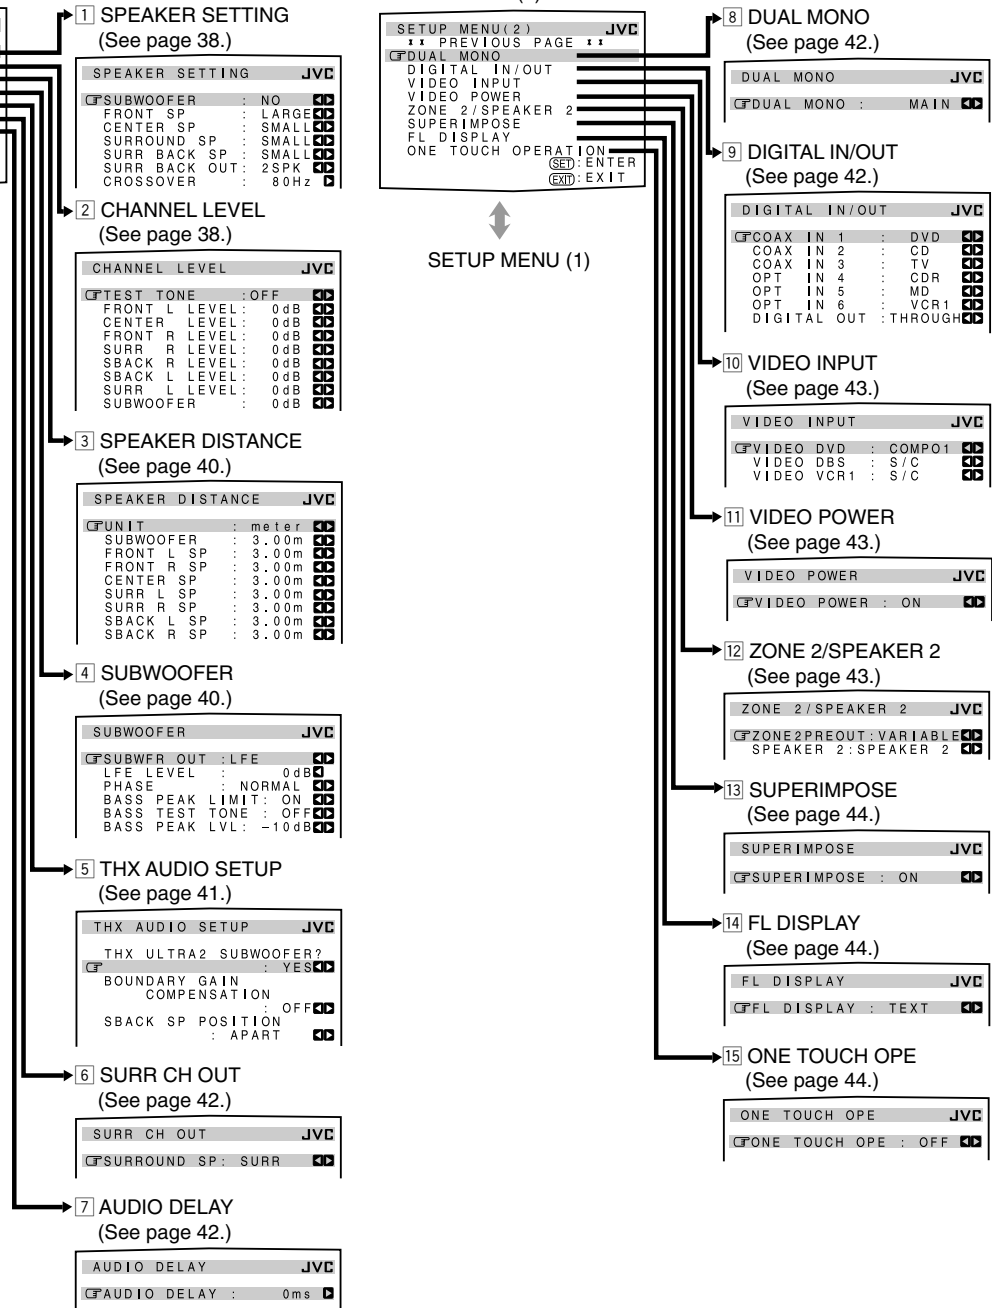 1 SPEAKER SETTING
(See page 38.)
SPEAKER SETTING JVC
SUBWOOFER : NO
FRONT SP : LARGE
CENTER SP : SMALL
SURROUND SP : SMALL
SURR BACK SP : SMALL
SURR BACK OUT: 2SPK
CROSSOVER : 80Hz
2 CHANNEL LEVEL
(See page 38.)
CHANNEL LEVEL JVC
TEST TONE :OFF
FRONT L LEVEL: 0dB
CENTER LEVEL: 0dB
FRONT R LEVEL: 0dB
SURR R LEVEL: 0dB
SBACK R LEVEL: 0dB
SBACK L LEVEL: 0dB
SURR L LEVEL: 0dB
SUBWOOFER : 0dB
3 SPEAKER DISTANCE
(See page 40.)
SPEAKER DISTANCE JVC
UNIT : meter
SUBWOOFER : 3.00m
FRONT L SP : 3.00m
FRONT R SP : 3.00m
CENTER SP : 3.00m
SURR L SP : 3.00m
SURR R SP : 3.00m
SBACK L SP : 3.00m
SBACK R SP : 3.00m
4 SUBWOOFER
(See page 40.)
SUBWOOFER JVC
SUBWFR OUT :LFE
LFE LEVEL : 0dB
PHASE : NORMAL
BASS PEAK LIMIT: ON
BASS TEST TONE : OFF
BASS PEAK LVL: –10dB
5 THX AUDIO SETUP
(See page 41.)
THX AUDIO SETUP JVC
THX ULTRA2 SUBWOOFER?
: YES
BOUNDARY GAIN
COMPENSATION
: OFF
SBACK SP POSITION
: APART
6 SURR CH OUT
(See page 42.)
SURR CH OUT JVC
SURROUND SP: SURR
7 AUDIO DELAY
(See page 42.)
AUDIO DELAY JVC
AUDIO DELAY : 0ms
SETUP MENU(2) JVC
** PREVIOUS PAGE **
DUAL MONO
DIGITAL IN/OUT
VIDEO INPUT
VIDEO POWER
ZONE 2/SPEAKER 2
SUPERIMPOSE
FL DISPLAY
ONE TOUCH OPERATION
SET: ENTER
EXIT: EXIT
SETUP MENU (1)
8 DUAL MONO
(See page 42.)
DUAL MONO JVC
DUAL MONO : MAIN
9 DIGITAL IN/OUT
(See page 42.)
DIGITAL IN/OUT JVC
COAX IN 1 : DVD
COAX IN 2 : CD
COAX IN 3 : TV
OPT IN 4 : CDR
OPT IN 5 : MD
OPT IN 6 : VCR1
DIGITAL OUT :THROUGH
10 VIDEO INPUT
(See page 43.)
VIDEO INPUT JVC
VIDEO DVD : COMPO1
VIDEO DBS : S/C
VIDEO VCR1 : S/C
11 VIDEO POWER
(See page 43.)
VIDEO POWER JVC
VIDEO POWER : ON
12 ZONE 2/SPEAKER 2
(See page 43.)
ZONE 2/SPEAKER 2 JVC
ZONE2PREOUT:VARIABLE
SPEAKER 2:SPEAKER 2
13 SUPERIMPOSE
(See page 44.)
SUPERIMPOSE JVC
SUPERIMPOSE : ON
14 FL DISPLAY
(See page 44.)
FL DISPLAY JVC
FL DISPLAY : TEXT
15 ONE TOUCH OPE
(See page 44.)
ONE TOUCH OPE JVC
ONE TOUCH OPE : OFF